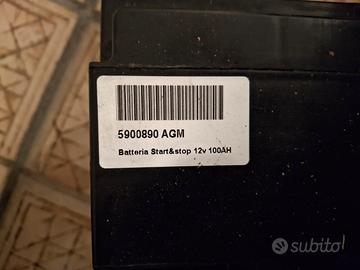 5900890 AGM
Batteria Start&stop 12v 100AH
subito